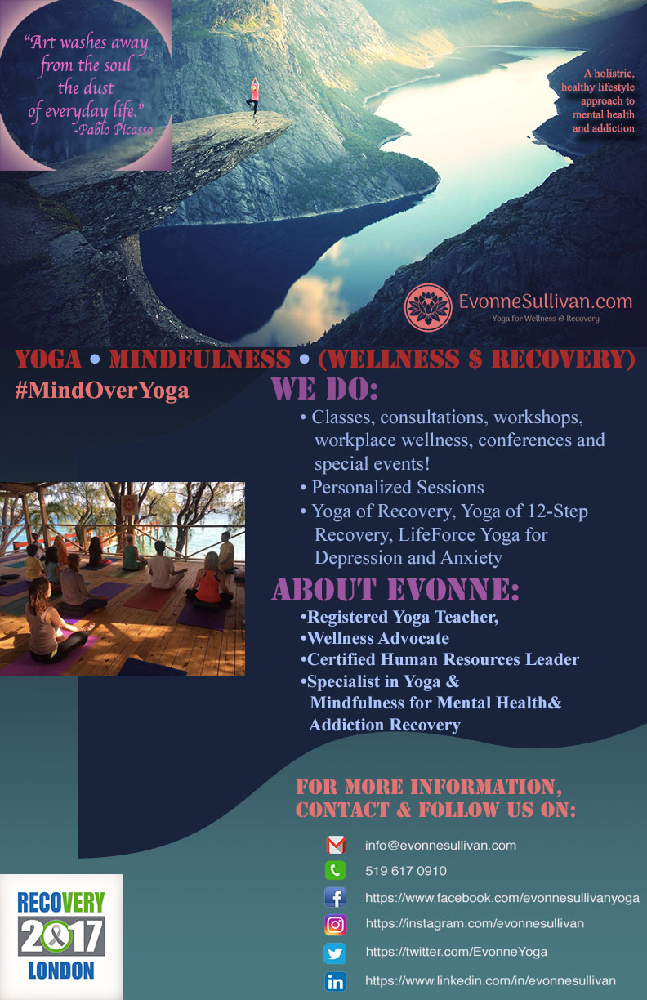 “Art washes away
from the soul
the dust
of everyday life.”
-Pablo Picasso
A holistric,
healthy lifestyle
approach to
mental health
and addiction
EvonneSullivan.com
Yoga for Wellness & Recovery
YOGA • MINDFULNESS • (WELLNESS $ RECOVERY)
#MindOverYoga
WE DO:
• Classes, consultations, workshops,
workplace wellness, conferences and
special events!
• Personalized Sessions
• Yoga of Recovery, Yoga of 12-Step
Recovery, LifeForce Yoga for
Depression and Anxiety
ABOUT EVONNE:
•Registered Yoga Teacher,
•Wellness Advocate
•Certified Human Resources Leader
•Specialist in Yoga &
Mindfulness for Mental Health&
Addiction Recovery
FOR MORE INFORMATION,
CONTACT & FOLLOW US ON:
info@evonnesullivan.com
519 617 0910
https://www.facebook.com/evonnesullivanyoga
https://instagram.com/evonnesullivan
https://twitter.com/EvonneYoga
https://www.linkedin.com/in/evonnesullivan
RECOVERY
2017
LONDON